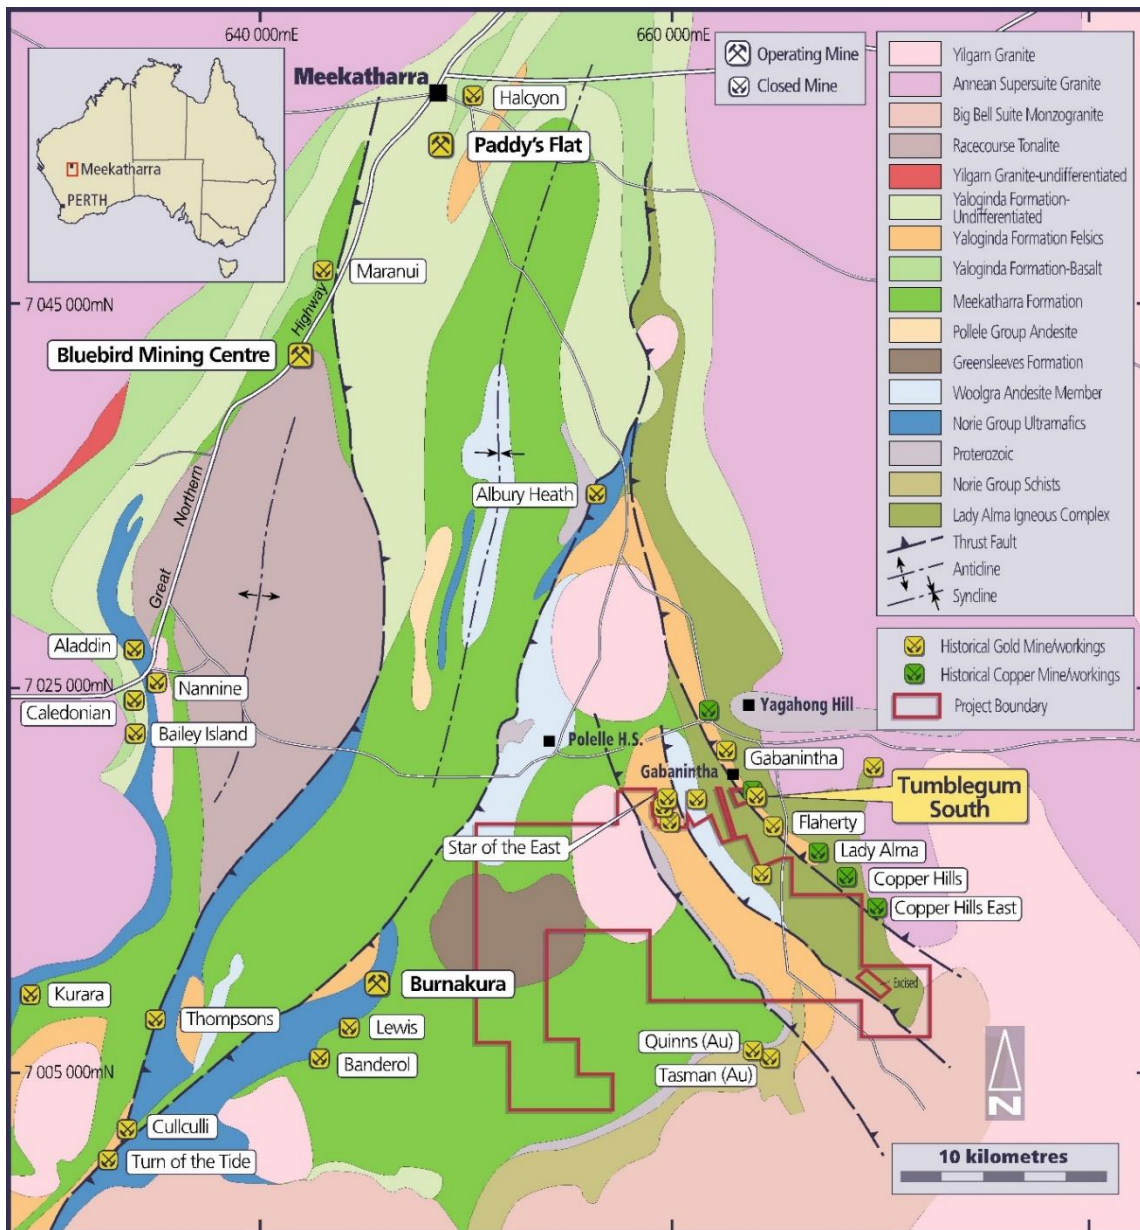 640 000mE
660 000mE
Meekatharra
PERTH
Meekatharra
Halcyon
Paddy's Flat
Operating Mine
Closed Mine
Yilgarn Granite
Annean Supersuite Granite
Big Bell Suite Monzogranite
Racecourse Tonalite
Yilgarn Granite-undifferentiated
Yaloginda Formation-
Undifferentiated
Yaloginda Formation Felsics
Yaloginda Formation-Basalt
Meekatharra Formation
Pollele Group Andesite
Greensleeves Formation
Woolgra Andesite Member
Norie Group Ultramafics
Proterozoic
Norie Group Schists
Lady Alma Igneous Complex
Thrust Fault
Anticline
Syncline
Historical Gold Mine/workings
Historical Copper Mine/workings
Project Boundary
Maranui
7 045 000mN
Highway
Bluebird Mining Centre
Northern
Great
Albury Heath
Aladdin
Nannine
7 025 000mN
Caledonian
Bailey Island
Yagahong Hill
Polelle H.S.
Gabanintha
Gabanintha
Tumblegum
South
Star of the East
Flaherty
Lady Alma
Copper Hills
Copper Hills East
Excised
Kurara
Burnakura
Thompsons
Lewis
Banderol
Quinns (Au)
Tasman (Au)
7 005 000mN
Cullculli
Turn of the Tide
N
10 kilometres